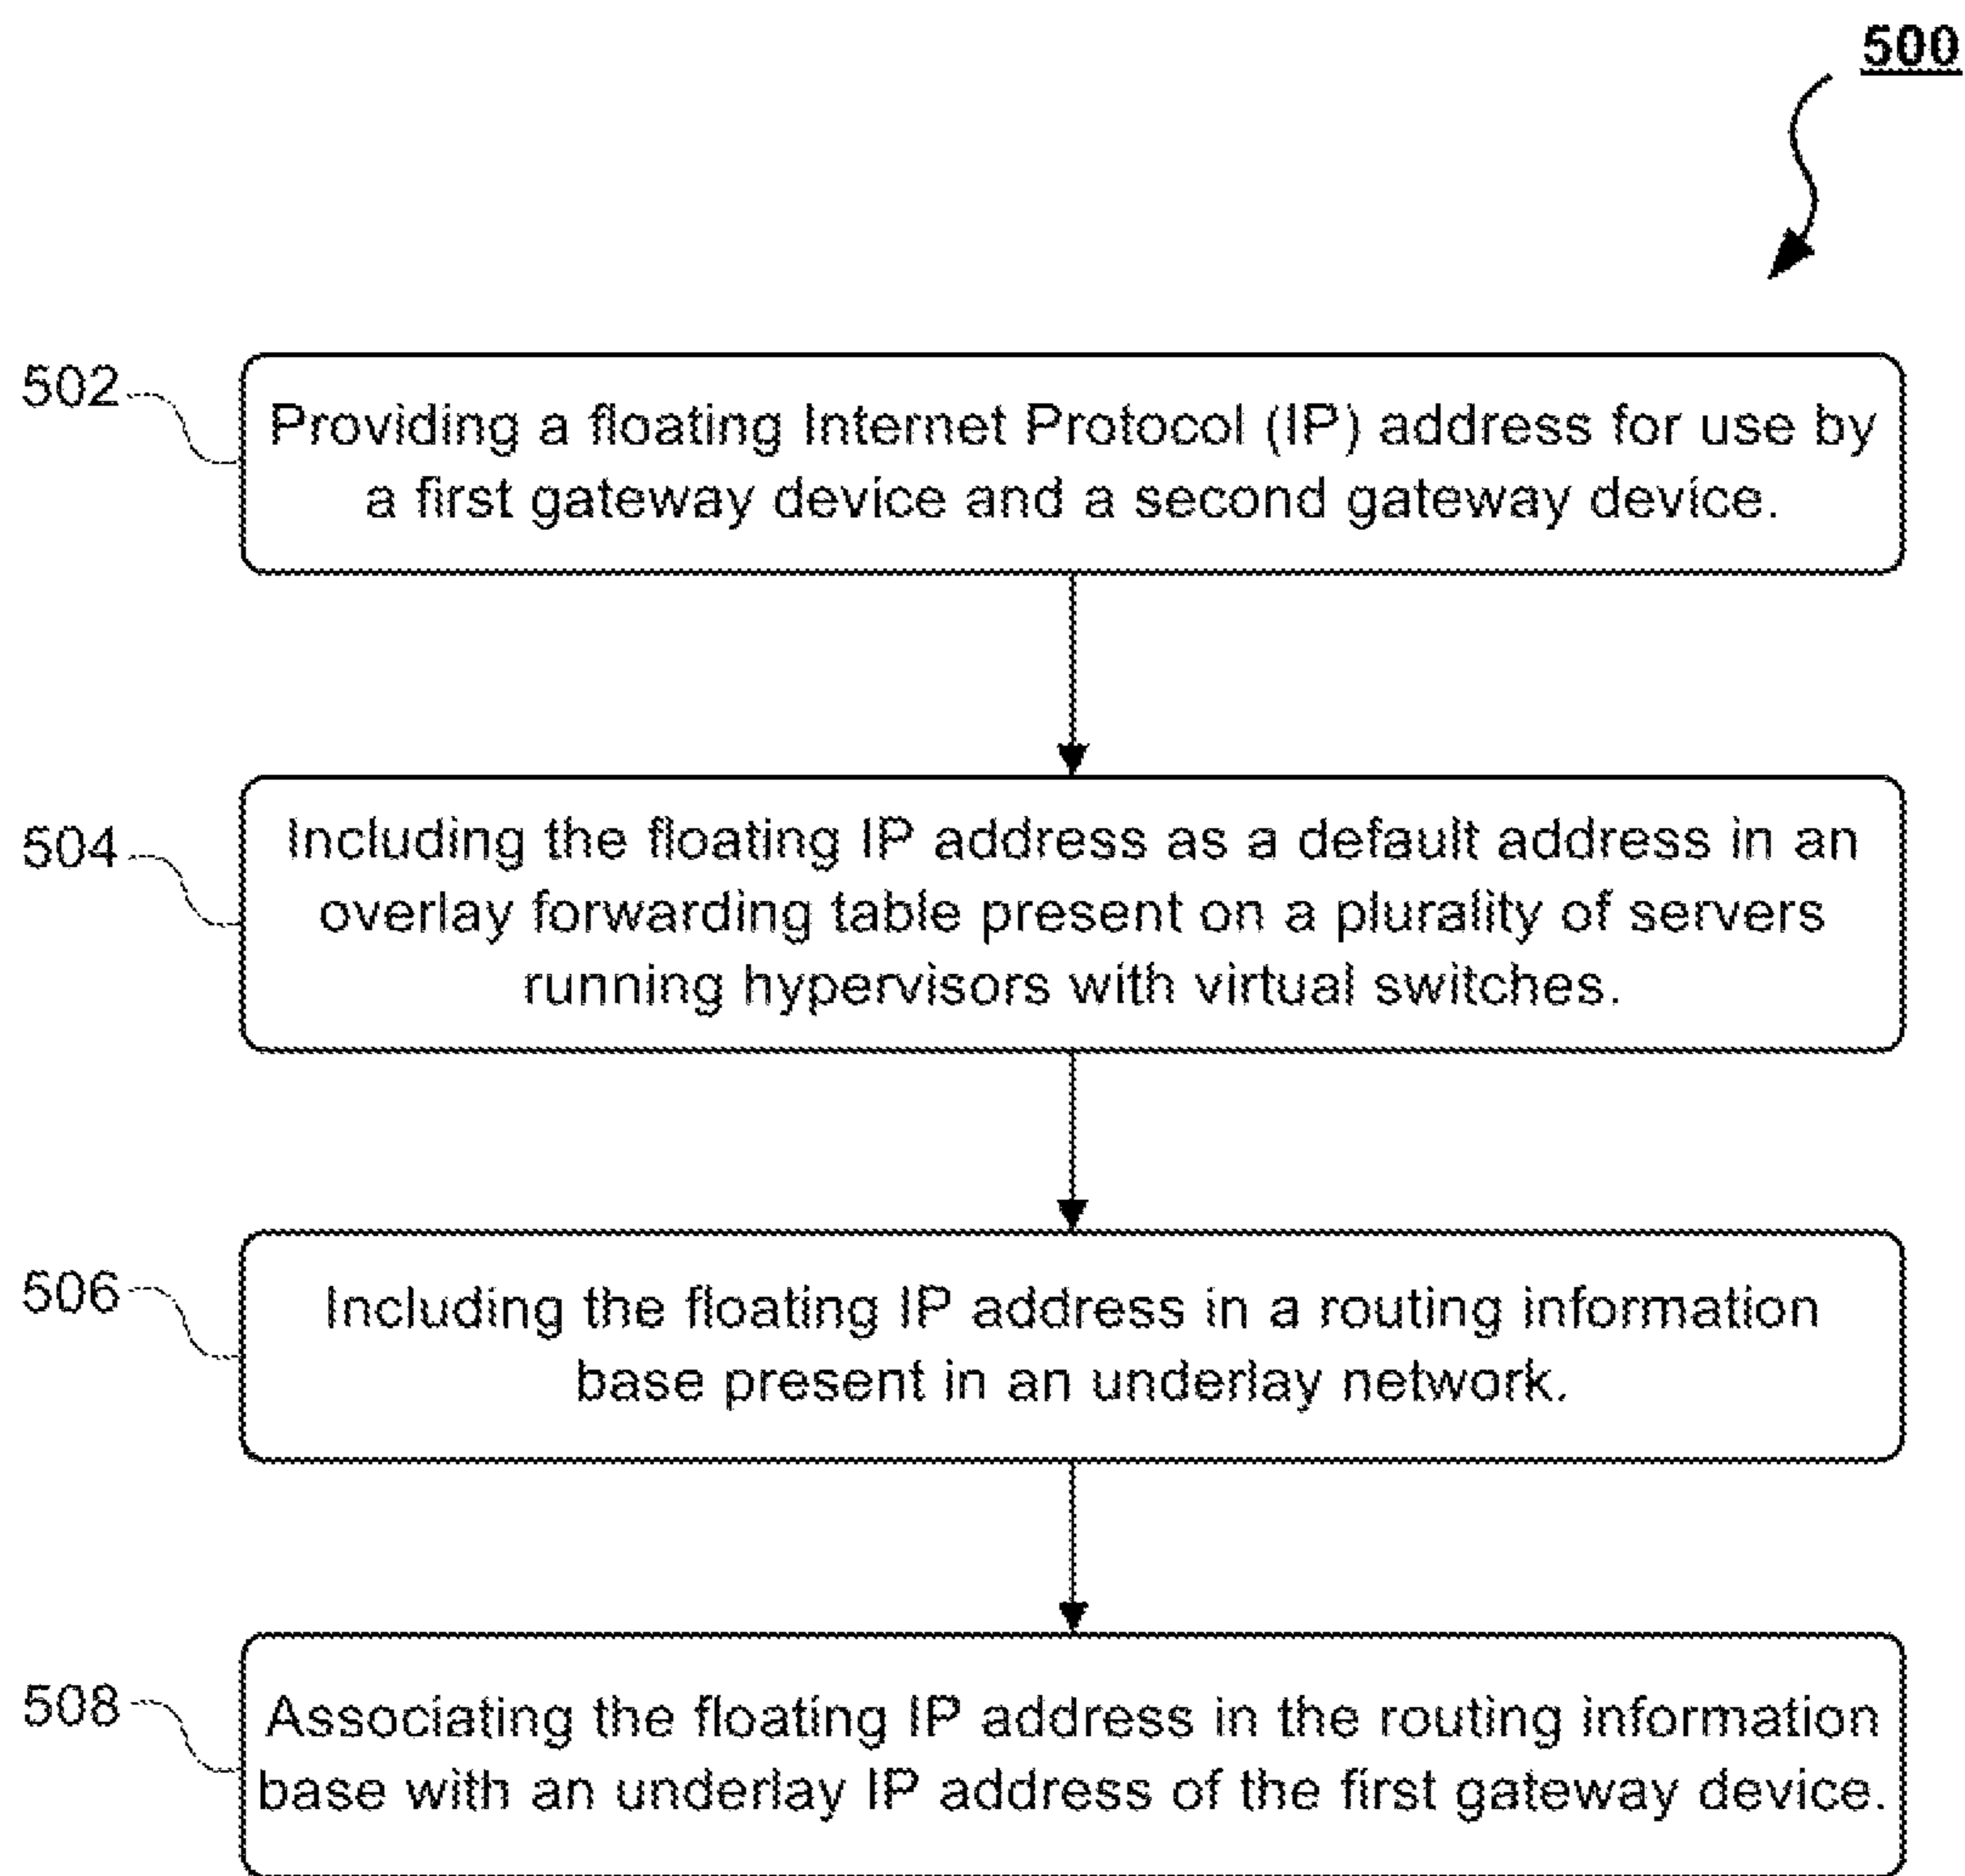 500
502
Providing a floating Internet Protocol (IP) address for use by
a first gateway device and a second gateway device.
504
Including the floating IP address as a default address in an
overlay forwarding table present on a plurality of servers
running hypervisors with virtual switches.
506
Including the floating IP address in a routing information
base present in an underlay network.
508
Associating the floating IP address in the routing information
base with an underlay IP address of the first gateway device.